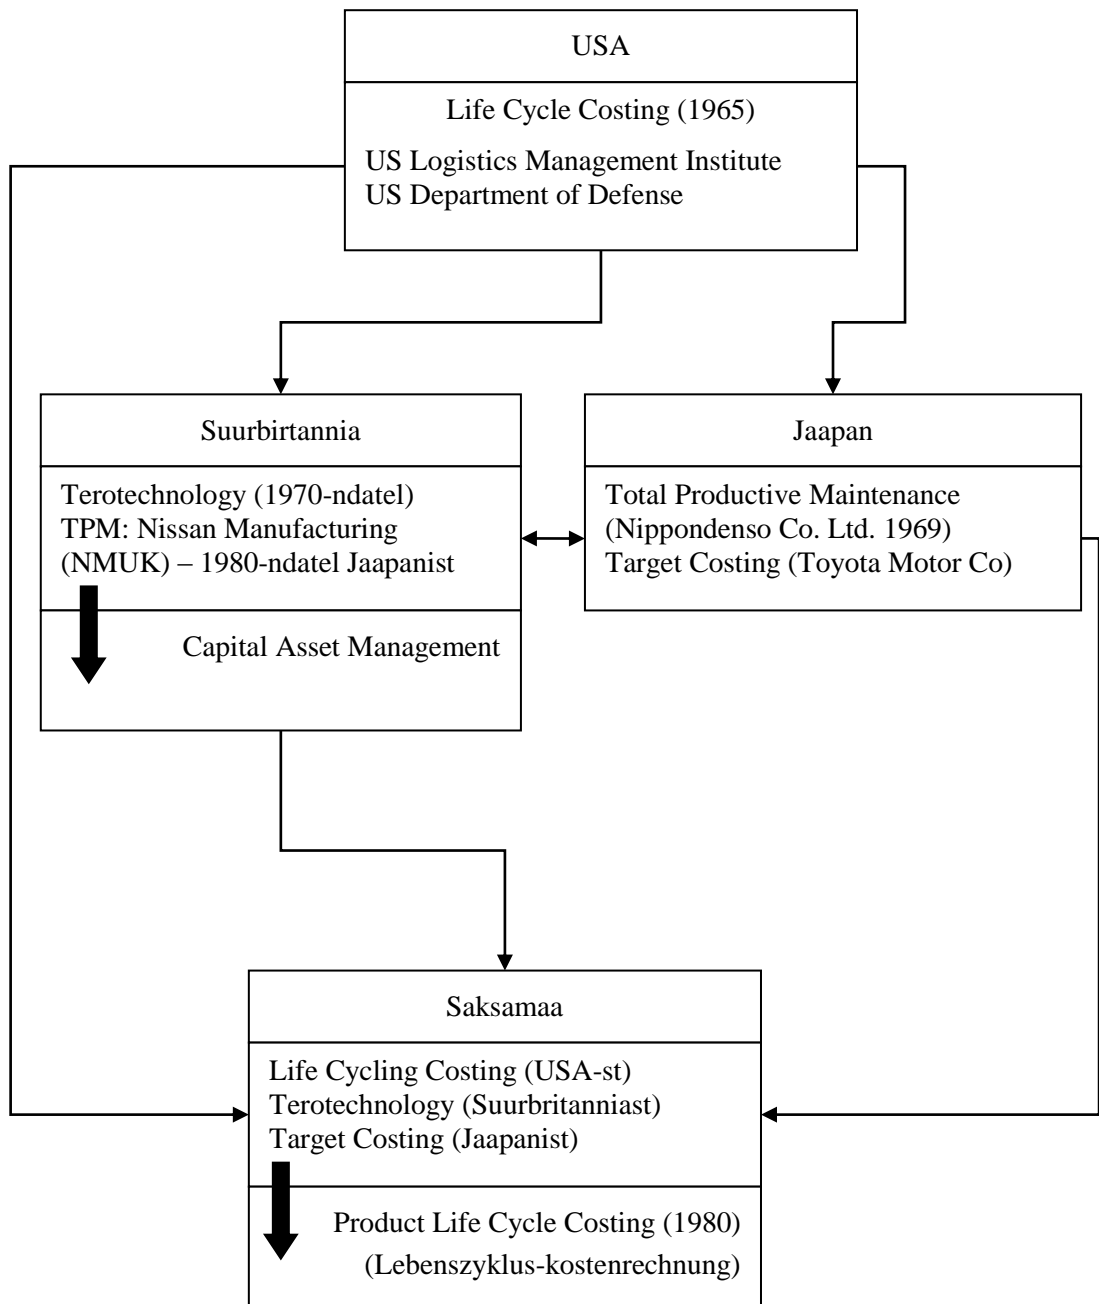 USA
Life Cycle Costing (1965)
US Logistics Management Institute
US Department of Defense
Suurbirtannia
Terotechnology (1970-ndatel)
TPM: Nissan Manufacturing
(NMUK) – 1980-ndatel Jaapanist
Capital Asset Management
Jaapan
Total Productive Maintenance
(Nippondenso Co. Ltd. 1969)
Target Costing (Toyota Motor Co)
Saksamaa
Life Cycling Costing (USA-st)
Terotechnology (Suurbritanniast)
Target Costing (Jaapanist)
Product Life Cycle Costing (1980)
(Lebenszyklus-kostenrechnung)